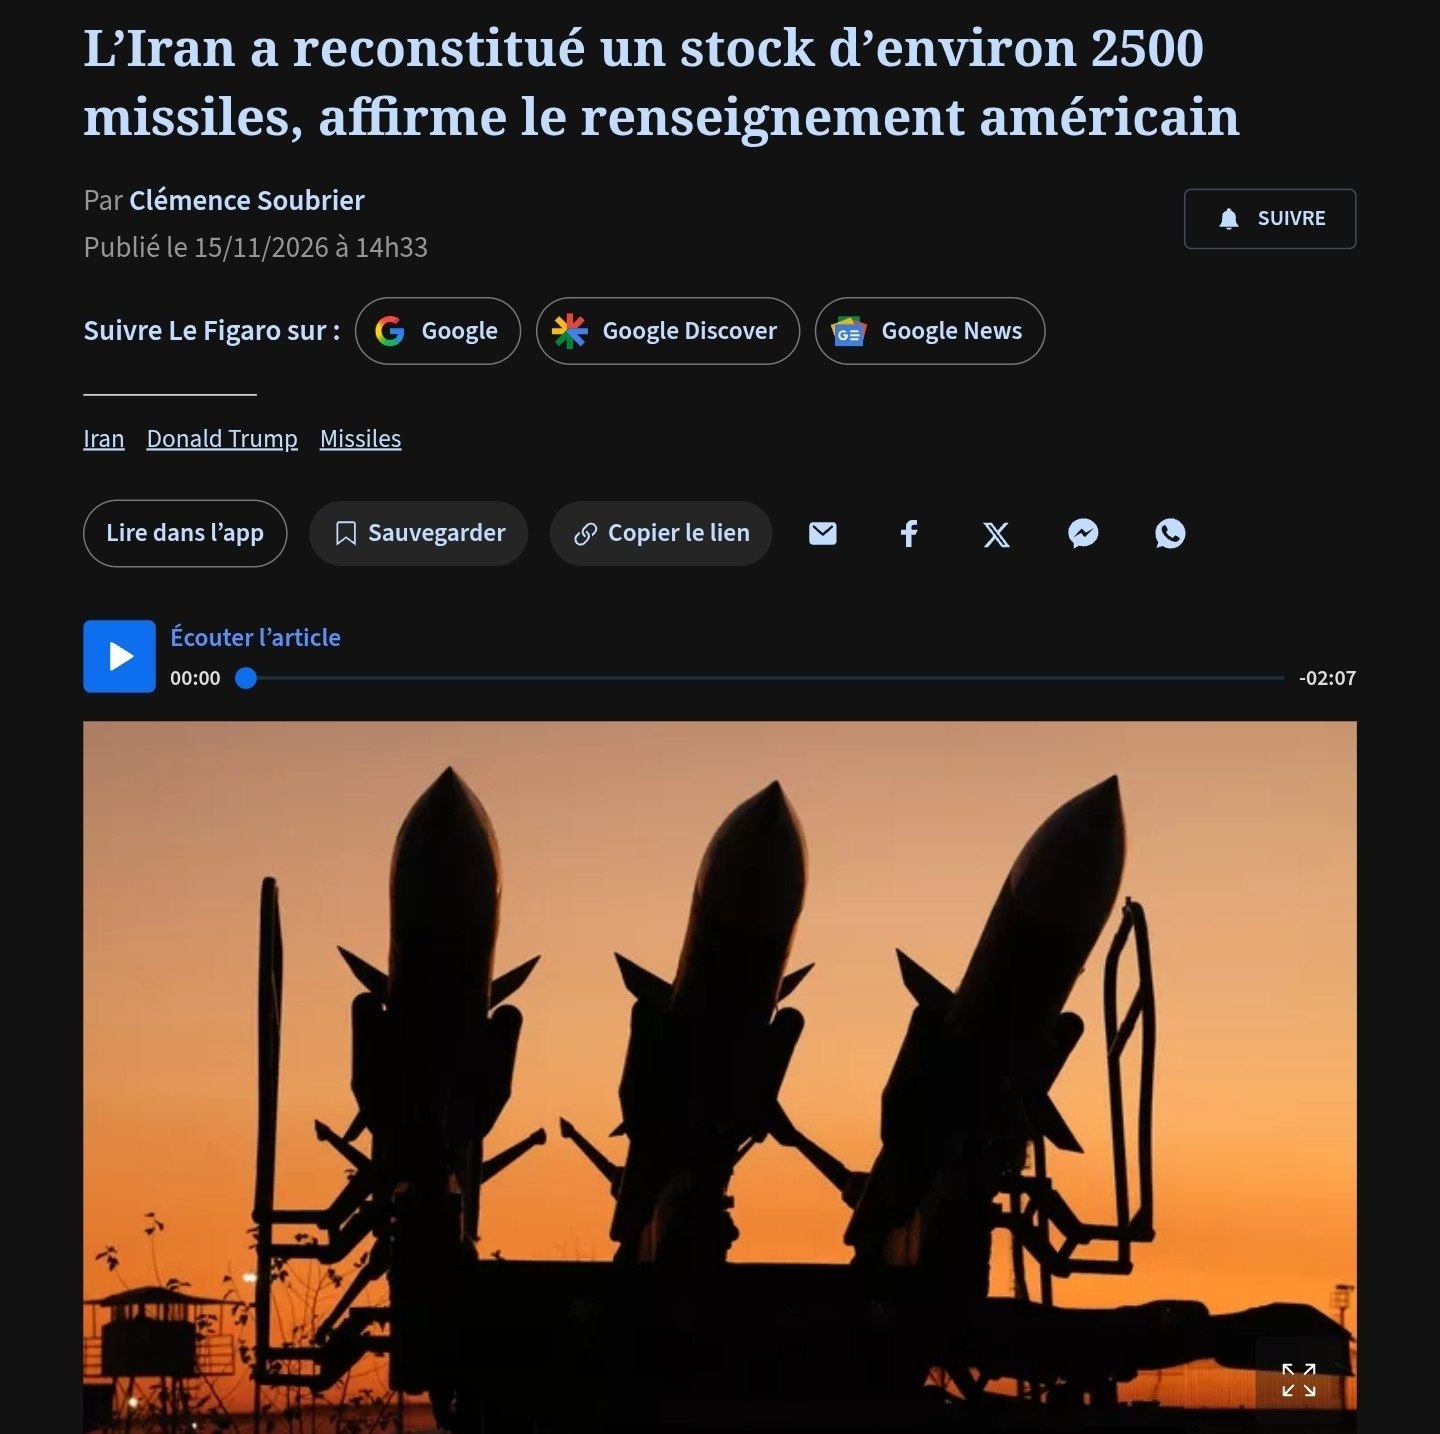 L’Iran a reconstitué un stock d’environ 2500
missiles, affirme le renseignement américain
Par Clémence Soubrier
SUIVRE
Publié le 15/11/2026 à 14h33
Suivre Le Figaro sur :
Google
Google Discover
Google News
Iran
Donald Trump
Missiles
Lire dans l’app
Sauvegarder
Copier le lien
Écouter l’article
00:00
-02:07